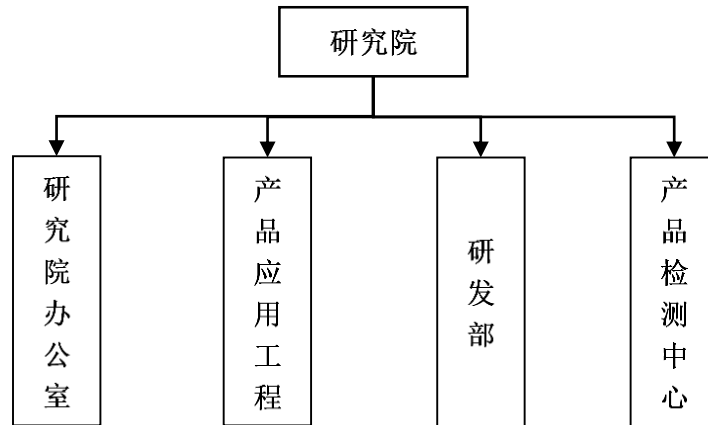 研究院
研究院办公室
产品应用工程
研发部
产品检测中心